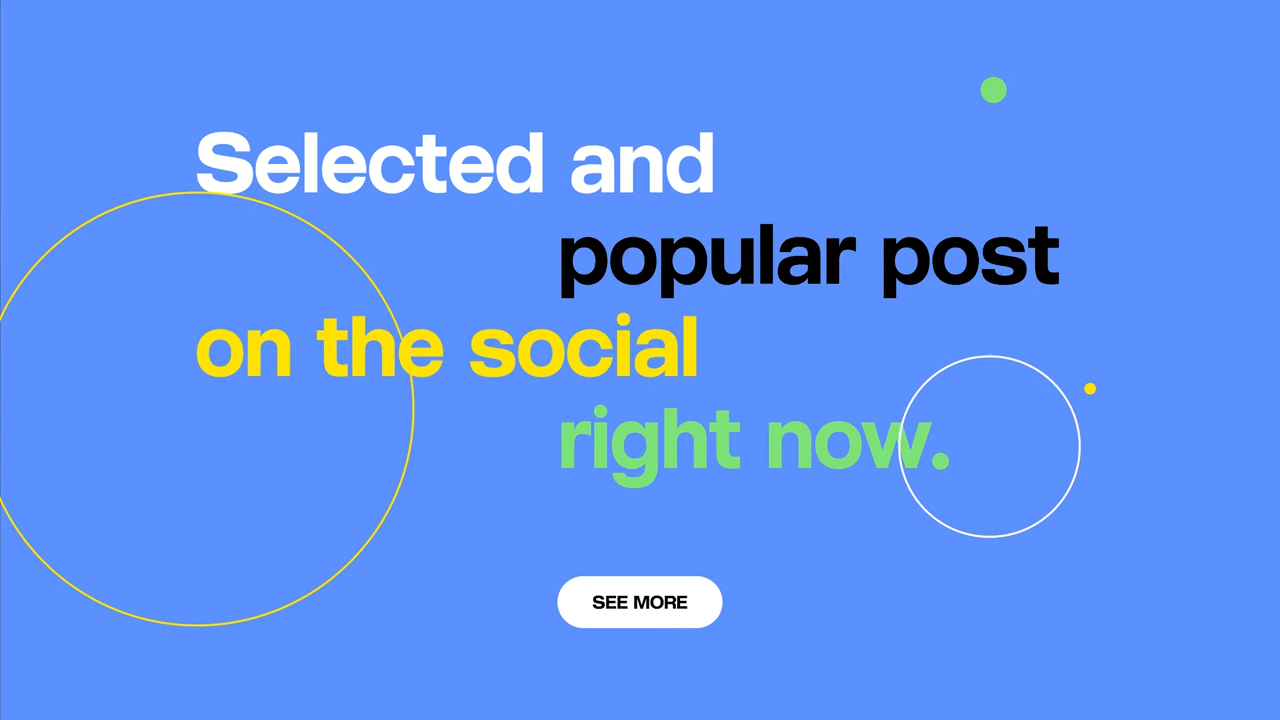 Selected and
popular post
on the social
right now.
SEE MORE